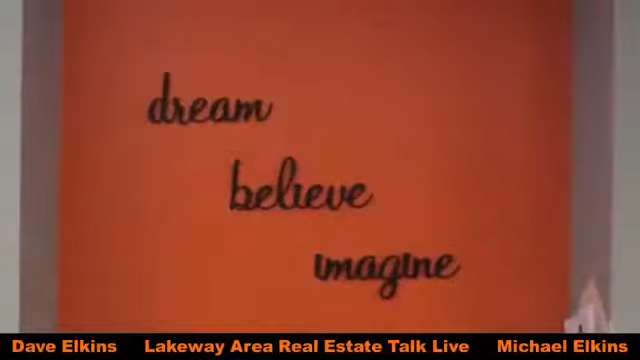 dream
believe
imagine
Dave Elkins Lakeway Area Real Estate Talk Live Michael Elkins